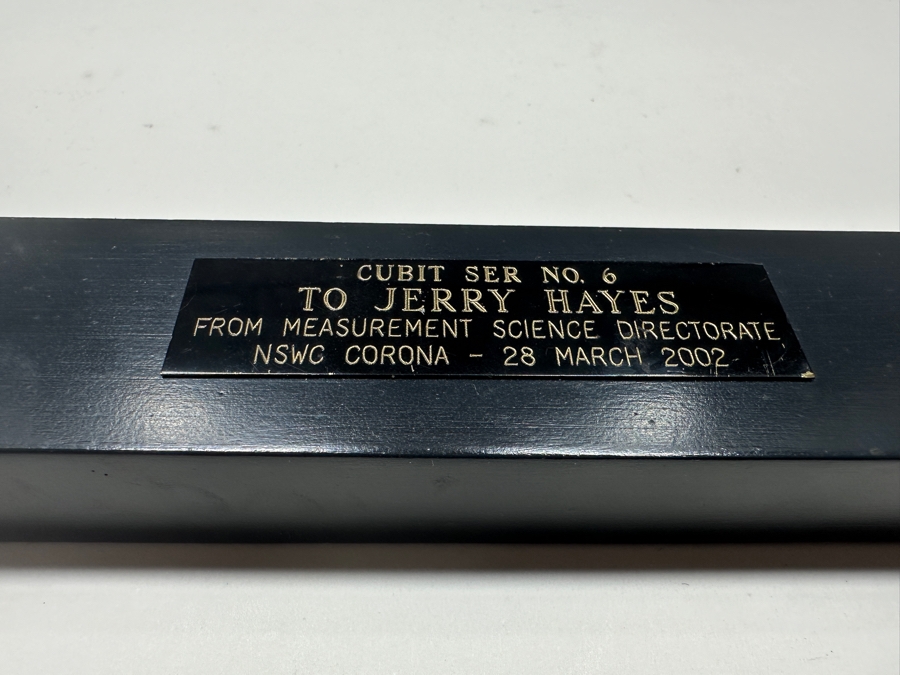 CUBIT SER NO. 6
TO JERRY HAYES
FROM MEASUREMENT SCIENCE DIRECTORATE
NSWC CORONA - 28 MARCH 2002